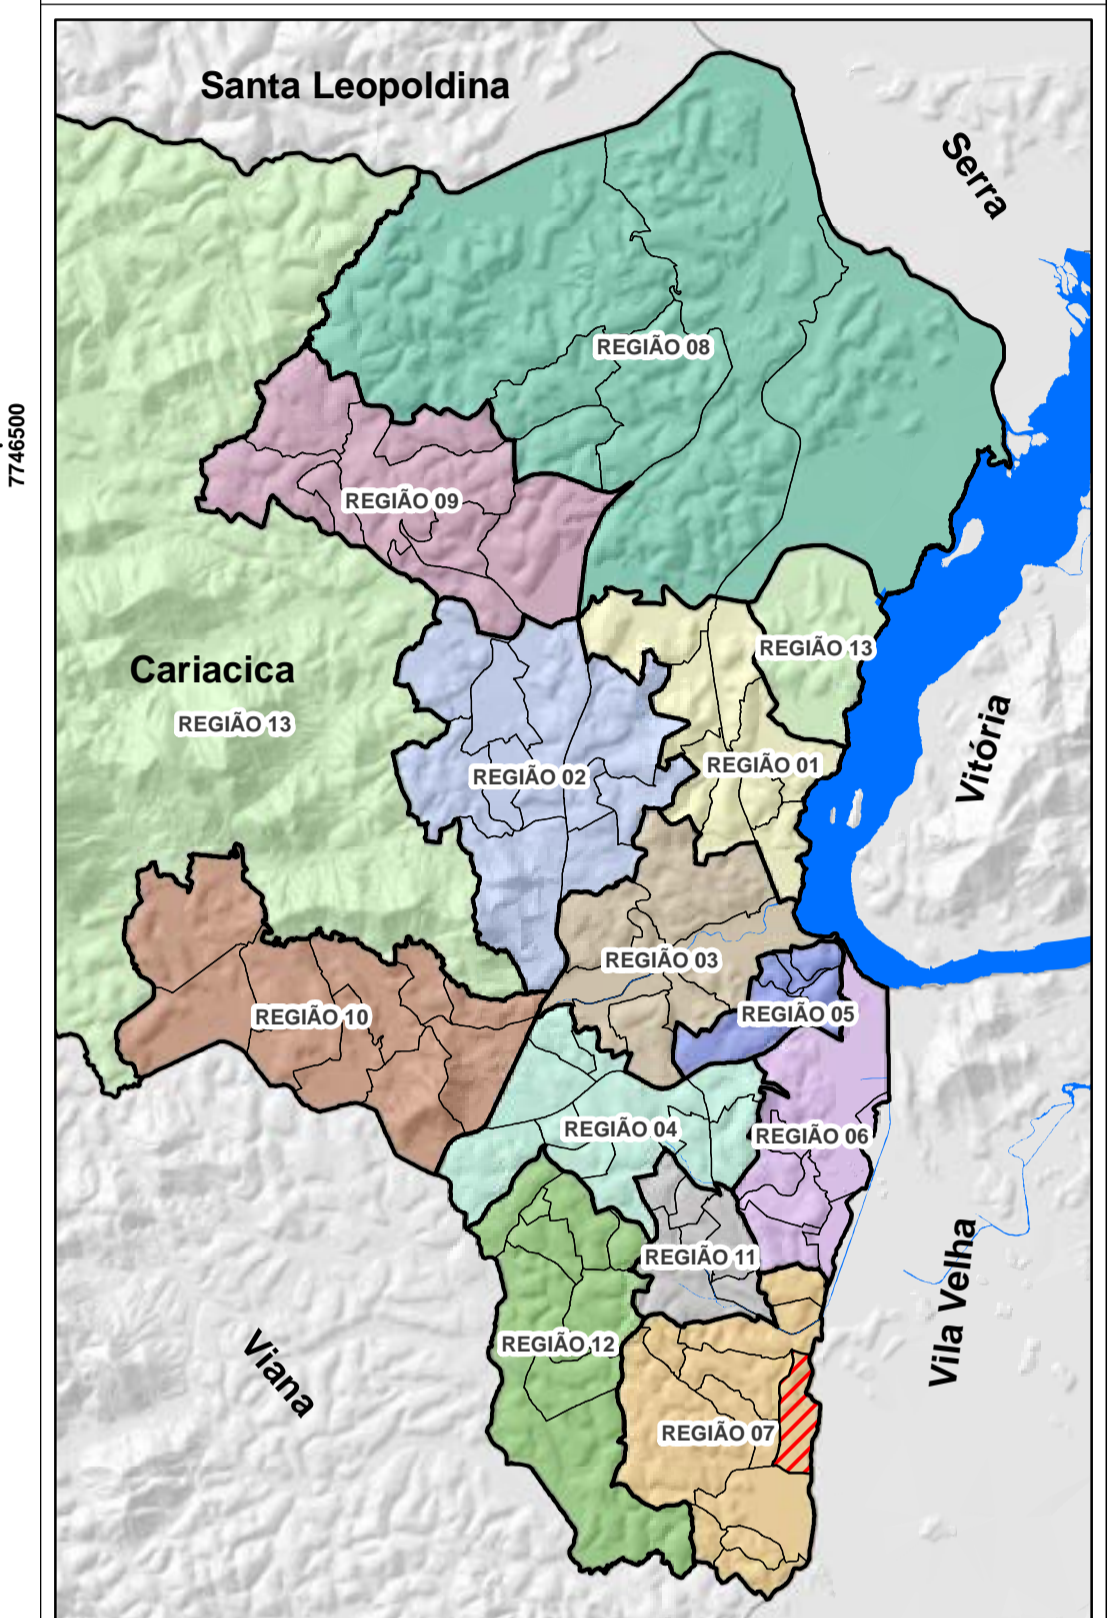 Santa Leopoldina
Serra
REGIÃO 08
7746500
REGIÃO 09
REGIÃO 13
Cariacica
REGIÃO 13
Vitória
REGIÃO 01
REGIÃO 02
REGIÃO 03
REGIÃO 05
REGIÃO 10
REGIÃO 04
REGIÃO 06
REGIÃO 11
Vila Velha
REGIÃO 12
Viana
REGIÃO 07